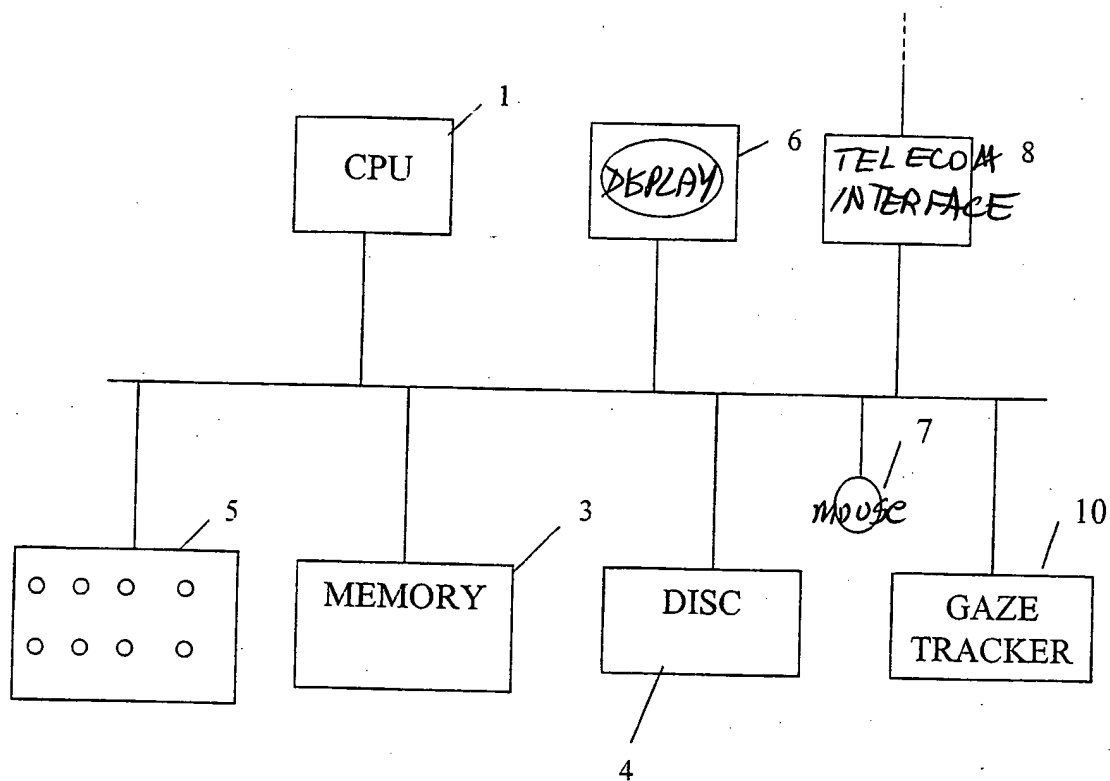 1
CPU
6
DISPLAY
TELECOM 8
INTERFACE
7
MOUSE
5
3
10
MEMORY
DISC
GAZE
TRACKER
4